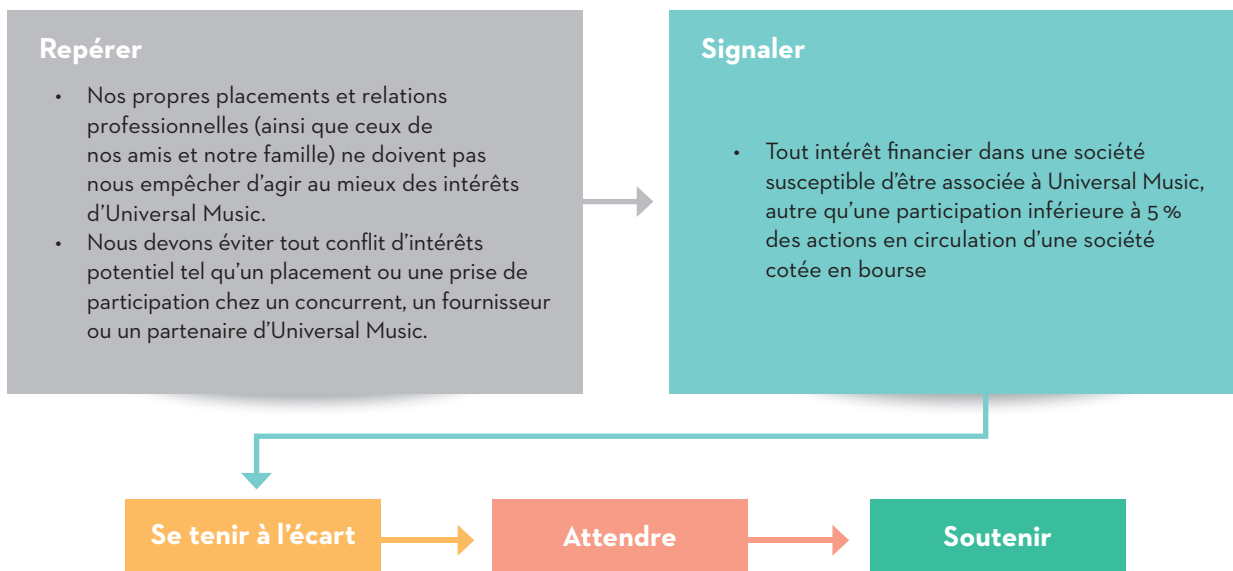 Repérer
• Nos propres placements et relations
professionnelles (ainsi que ceux de
nos amis et notre famille) ne doivent pas
nous empêcher d’agir au mieux des intérêts
d’Universal Music.
• Nous devons éviter tout conflit d’intérêts
potentiel tel qu’un placement ou une prise de
participation chez un concurrent, un fournisseur
ou un partenaire d’Universal Music.
Signaler
• Tout intérêt financier dans une société
susceptible d’être associée à Universal Music,
autre qu’une participation inférieure à 5 %
des actions en circulation d’une société
cotée en bourse
Se tenir à l’écart
Attendre
Soutenir